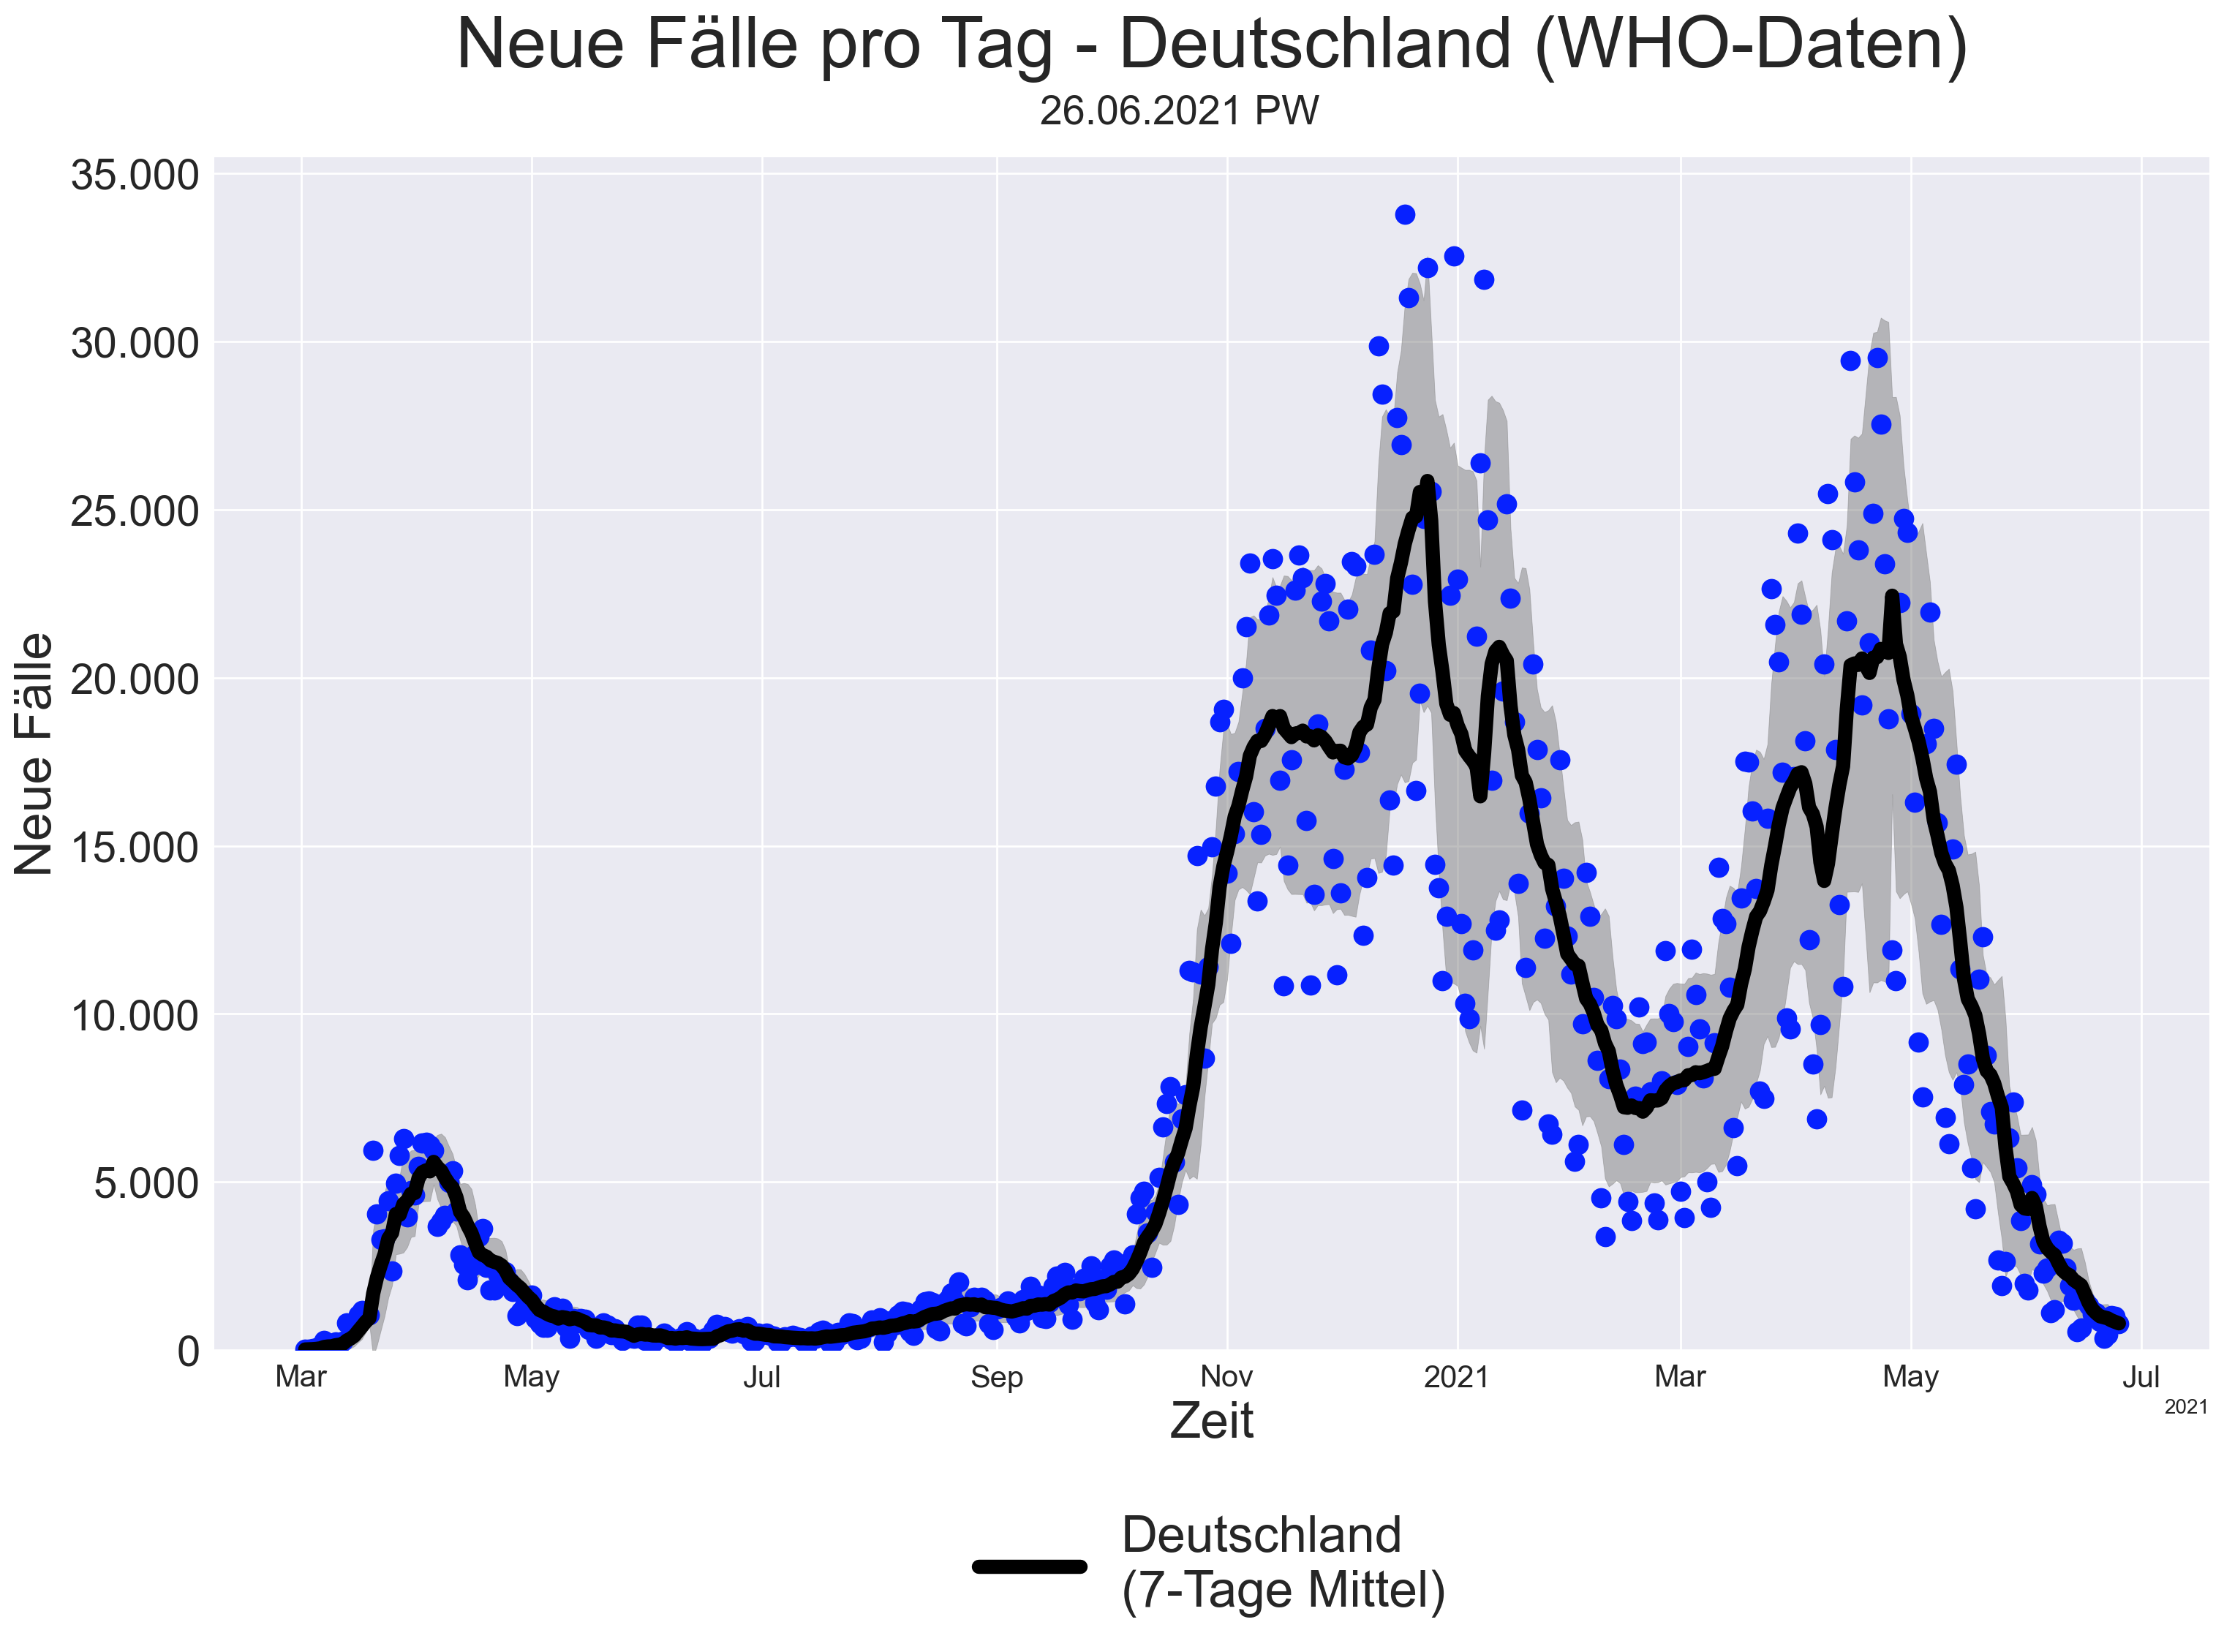 Neue Fälle pro Tag - Deutschland (WHO-Daten)
26.06.2021 PW
35.000
30.000
25.000
20.000
15.000
10.000
5.000
0
Neue Fälle
Mar May Jul Sep Nov 2021 Mar May Jul
2021
Zeit
Deutschland
(7-Tage Mittel)